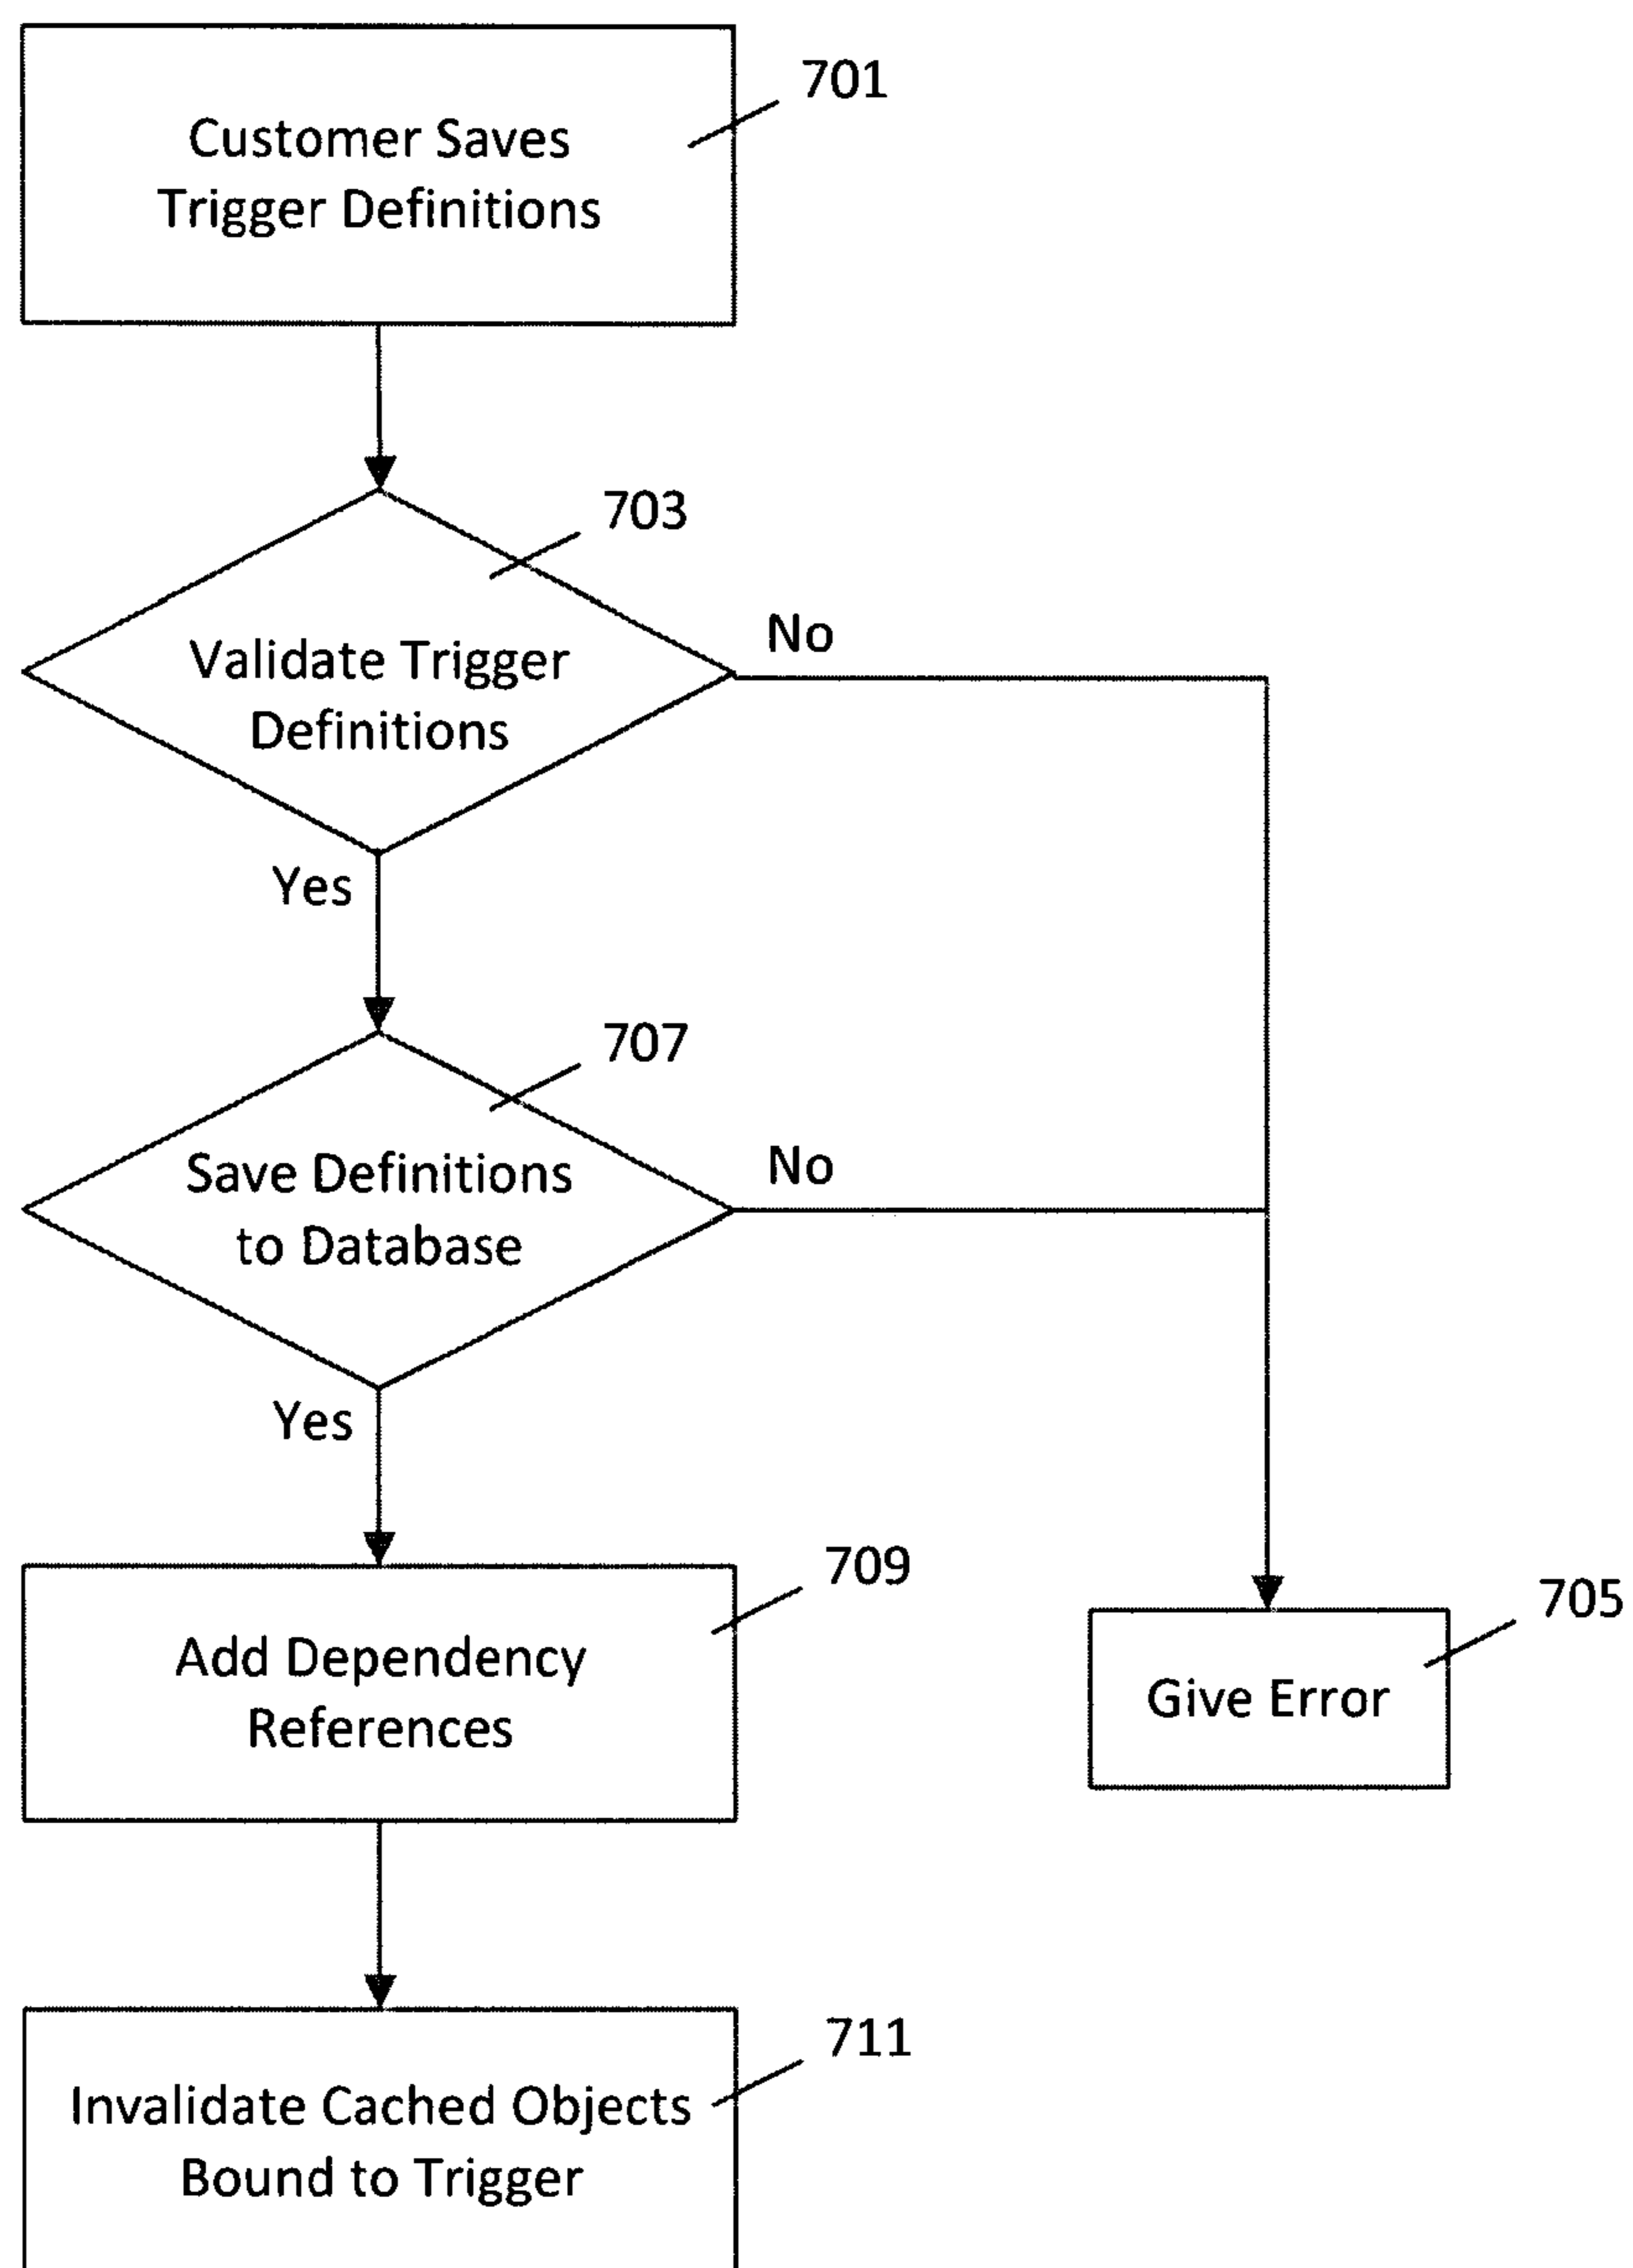 701
Customer Saves
Trigger Definitions
703
No
Validate Trigger
Definitions
Yes
707
No
Save Definitions
to Database
Yes
709
Add Dependency
References
705
Give Error
711
Invalidate Cached Objects
Bound to Trigger